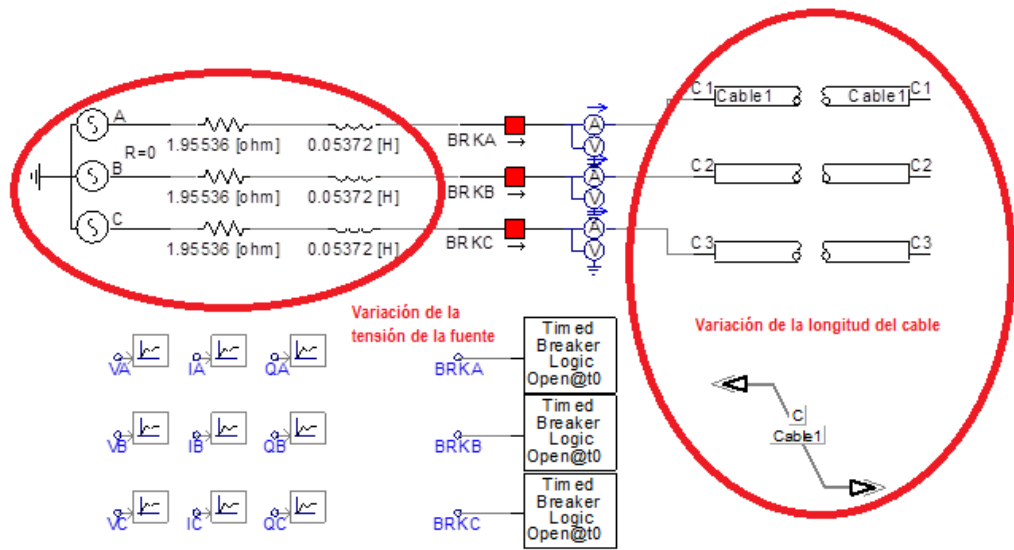 A
1.95536 [ohm]
0.05372 [H]
BRKA
A
V
C1
Cable1
Cable1
C1
R=0
B
1.95536 [ohm]
0.05372 [H]
BRKB
A
V
C2
C2
C
1.95536 [ohm]
0.05372 [H]
BRKC
A
V
C3
C3
Variación de la
tensión de la fuente
Variación de la longitud del cable
VA
IA
QA
BRKA
Timed
Breaker
Logic
Open@t0
VB
IB
QB
BRKB
Timed
Breaker
Logic
Open@t0
C
Cable1
VC
IC
QC
BRKC
Timed
Breaker
Logic
Open@t0